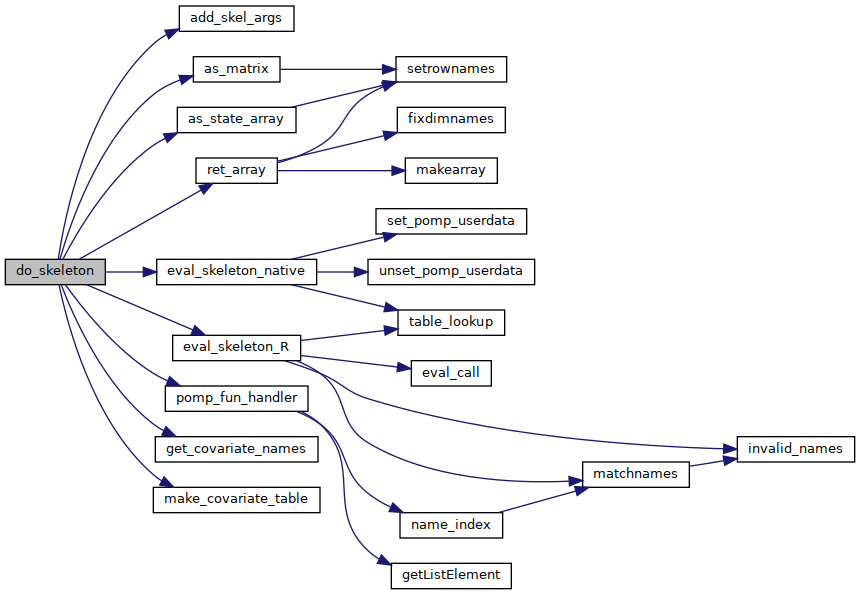 add_skel_args
as_matrix
setrownames
as_state_array
fixdimnames
ret_array
makearray
set_pomp_userdata
do_skeleton
eval_skeleton_native
unset_pomp_userdata
table_lookup
eval_skeleton_R
eval_call
pomp_fun_handler
get_covariate_names
invalid_names
matchnames
make_covariate_table
name_index
getListElement